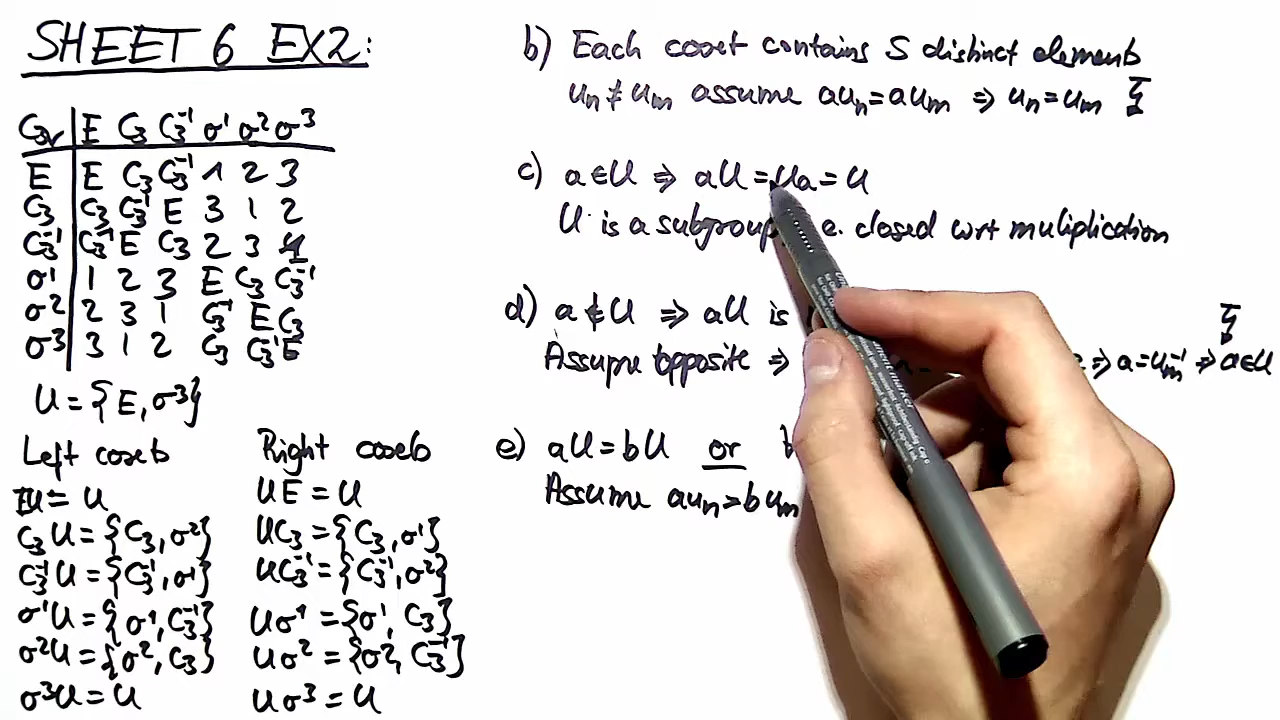 SHEET 6 EX2:
C₃ᵥ E C₃ C₃⁻¹ σ¹ σ² σ³
E E C₃ C₃⁻¹ 1 2 3
C₃ C₃ C₃⁻¹ E 3 1 2
C₃⁻¹ C₃⁻¹ E C₃ 2 3 1
σ¹ 1 2 3 E C₃ C₃⁻¹
σ² 2 3 1 C₃⁻¹ E C₃
σ³ 3 1 2 C₃ C₃⁻¹ E
U = {E, σ³}
Left cosets
EU = U
C₃U = {C₃, σ²}
C₃⁻¹U = {C₃⁻¹, σ¹}
σ¹U = {σ¹, C₃⁻¹}
σ²U = {σ², C₃}
σ³U = U
Right cosets
UE = U
UC₃ = {C₃, σ¹}
UC₃⁻¹ = {C₃⁻¹, σ²}
Uσ¹ = {σ¹, C₃}
Uσ² = {σ², C₃⁻¹}
Uσ³ = U
b) Each coset contains S distinct elements
uₙ ≠ uₘ assume auₙ = auₘ ⇒ uₙ = uₘ ↯
c) a ∈ U ⇒ aU = Ua = U
U is a subgroup e. closed wrt muliplication
d) a ∉ U ⇒ aU is
Assume opposite ⇒ ⇒ a = uₘ⁻¹ ⇒ a ∈ U ↯
e) aU = bU or
Assume auₙ = buₘ